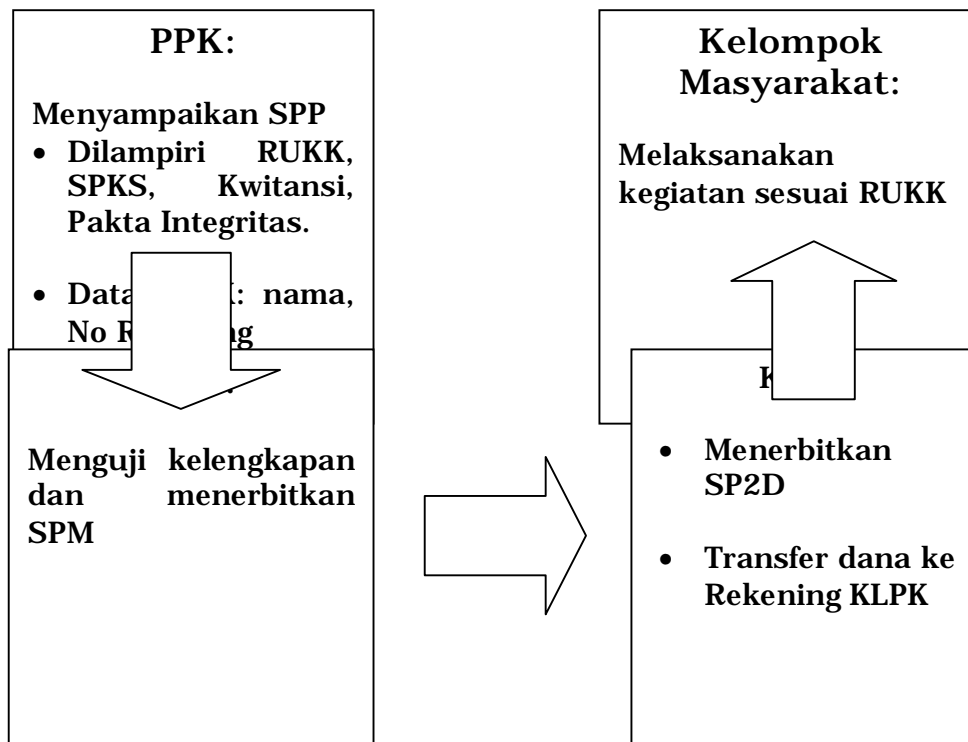 PPK:
Menyampaikan SPP
• Dilampiri RUKK,
SPKS, Kwitansi,
Pakta Integritas.
• Data : nama,
No
Menguji kelengkapan
dan menerbitkan
SPM
Kelompok
Masyarakat:
Melaksanakan
kegiatan sesuai RUKK
• Menerbitkan
SP2D
• Transfer dana ke
Rekening KLPK